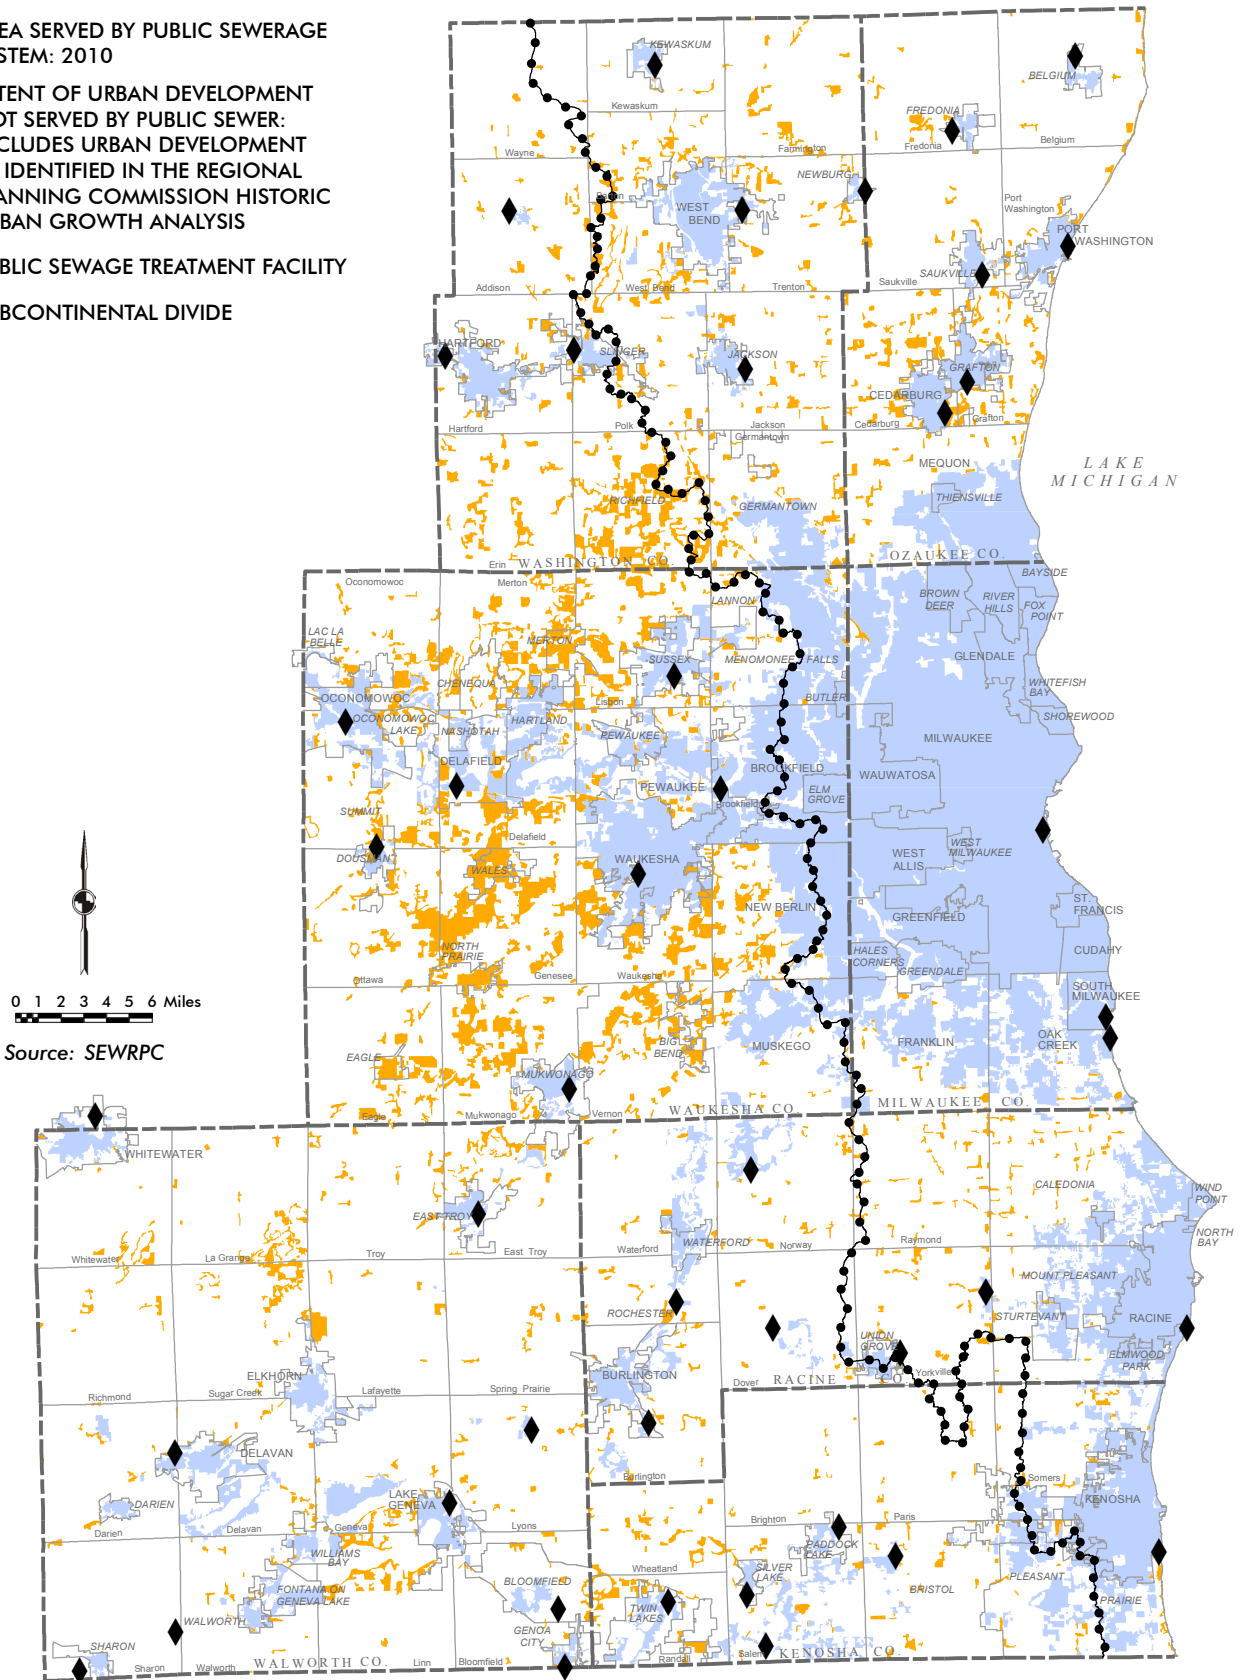 EA SERVED BY PUBLIC SEWERAGE
STEM: 2010
TENT OF URBAN DEVELOPMENT
OT SERVED BY PUBLIC SEWER:
CLUDES URBAN DEVELOPMENT
IDENTIFIED IN THE REGIONAL
ANNING COMMISSION HISTORIC
BAN GROWTH ANALYSIS
BLIC SEWAGE TREATMENT FACILITY
BCONTINENTAL DIVIDE
KEWASKUM
BELGIUM
Kewaskum
FREDONIA
Wayne
Farmington
Fredonia
Belgium
NEWBURG
Barton
WEST
BEND
Port
Washington
PORT
WASHINGTON
SAUKVILLE
Addison
West Bend
Trenton
Saukville
HARTFORD
SLINGER
JACKSON
GRAFTON
CEDARBURG
Hartford
Polk
Jackson
Germantown
Cedarburg
Grafton
MEQUON
LAKE
MICHIGAN
RICHFIELD
GERMANTOWN
THIENSVILLE
Erin
WASHINGTON CO.
OZAUKEE CO.
Oconomowoc
Merton
BAYSIDE
LANNON
BROWN
DEER
RIVER
HILLS
FOX
POINT
LAC LA
BELLE
MERTON
SUSSEX
MENOMONEE FALLS
GLENDALE
CHENEQUA
WHITEFISH
BAY
OCONOMOWOC
Lisbon
BUTLER
OCONOMOWOC
LAKE
NASHOTAH
HARTLAND
PEWAUKEE
SHOREWOOD
MILWAUKEE
DELAFIELD
BROCKFIELD
WAUWATOSA
PEWAUKEE
ELM
GROVE
Brookfield
SUMMIT
Delafield
DOUSMAN
WALES
WAUKESHA
WEST
ALLIS
WEST
MILWAUKEE
NEW BERLIN
GREENFIELD
ST.
FRANCIS
NORTH
PRAIRIE
HALES
CORNERS
GREENDALE
CUDAHY
Ottawa
Genesee
Waukesha
SOUTH
MILWAUKEE
0 1 2 3 4 5 6 Miles
Source: SEWRPC
EAGLE
BIG
BEND
MUSKEGO
FRANKLIN
OAK
CREEK
MUKWONAGO
Eagle
Mukwonago
Vernon
WAUKESHA CO.
MILWAUKEE CO.
WHITEWATER
CALEDONIA
WIND
POINT
EAST TROY
NORTH
BAY
WATERFORD
Whitewater
La Grange
Troy
East Troy
Waterford
Norway
Raymond
MOUNT PLEASANT
ROCHESTER
STURTEVANT
RACINE
UNION
GROVE
ELMWOOD
PARK
ELKHORN
BURLINGTON
Yorkville
Dover
RACINE CO.
Richmond
Sugar Creek
Lafayette
Spring Prairie
DELAVAN
Burlington
Somers
LAKE
GENEVA
KENOSHA
DARIEN
Darien
Delavan
Geneva
Lyons
Brighton
Paris
WILLIAMS
BAY
PADDOCK
LAKE
Wheatland
SILVER
LAKE
PLEASANT
PRAIRIE
FONTANA ON
GENEVA LAKE
BLOOMFIELD
BRISTOL
TWIN
LAKES
WALWORTH
GENOA
CITY
SHARON
Sharon
Walworth
WALWORTH CO.
Linn
Bloomfield
Randall
Salem
KENOSHA CO.